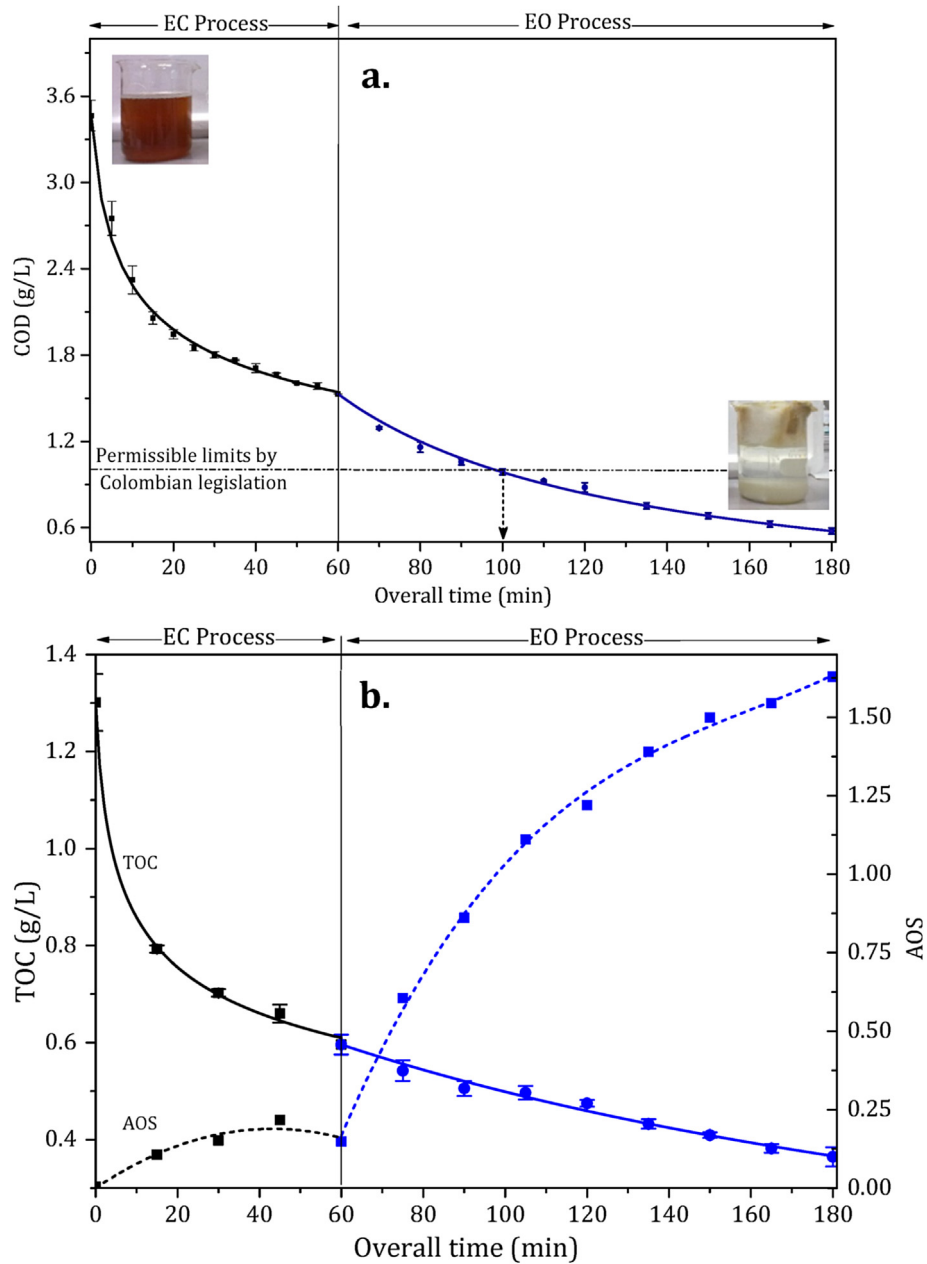 EC Process EO Process
a.
3.6
3.0
2.4
1.8
1.2
0.6
COD (g/L)
Permissible limits by
Colombian legislation
0 20 40 60 80 100 120 140 160 180
Overall time (min)
EC Process EO Process
b.
1.4
1.2
1.0
0.8
0.6
0.4
TOC (g/L)
TOC
AOS
1.50
1.25
1.00
0.75
0.50
0.25
0.00
AOS
0 20 40 60 80 100 120 140 160 180
Overall time (min)